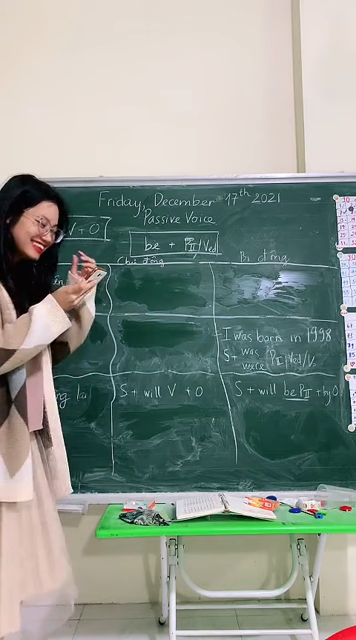 Friday, December 17th 2021
Passive Voice
V + O
be + PII/Ved
Chủ động
Bị động
- I was born in 1998
S + was
were
PII/Ved/V
S + will V + O
S + will be PII + by O